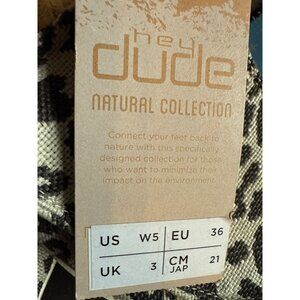 hey
dude
NATURAL COLLECTION
Connect your feet back to
nature with this specifically
designed collection for those
who want to minimize their
impact on the environment.
US W5 EU 36
UK 3 CM JAP 21